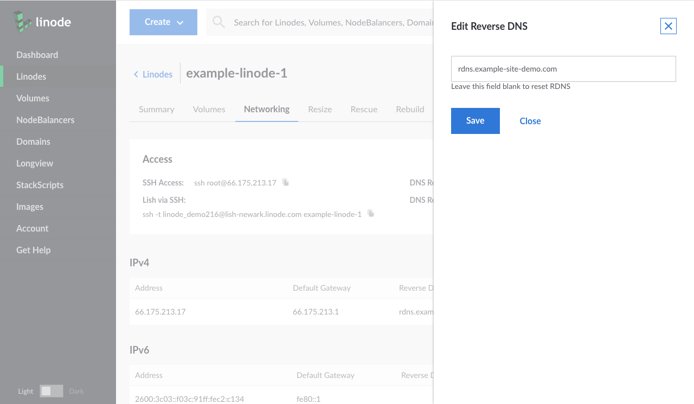 linode
Dashboard
Linodes
Volumes
NodeBalancers
Domains
Longview
StackScripts
Images
Account
Get Help
Light Dark
Create
Search for Linodes, Volumes, NodeBalancers, Domain
Linodes example-linode-1
Summary Volumes Networking Resize Rescue Rebuild
Access
SSH Access: ssh root@66.175.213.17 DNS Re
Lish via SSH: DNS Re
ssh -t linode_demo216@lish-newark.linode.com example-linode-1
IPv4
Address Default Gateway Reverse D
66.175.213.17 66.175.213.1 rdns.exam
IPv6
Address Default Gateway Reverse D
2600:3c03::f03c:91ff:fec2:c134 fe80::1
Edit Reverse DNS
rdns.example-site-demo.com
Leave this field blank to reset RDNS
Save Close